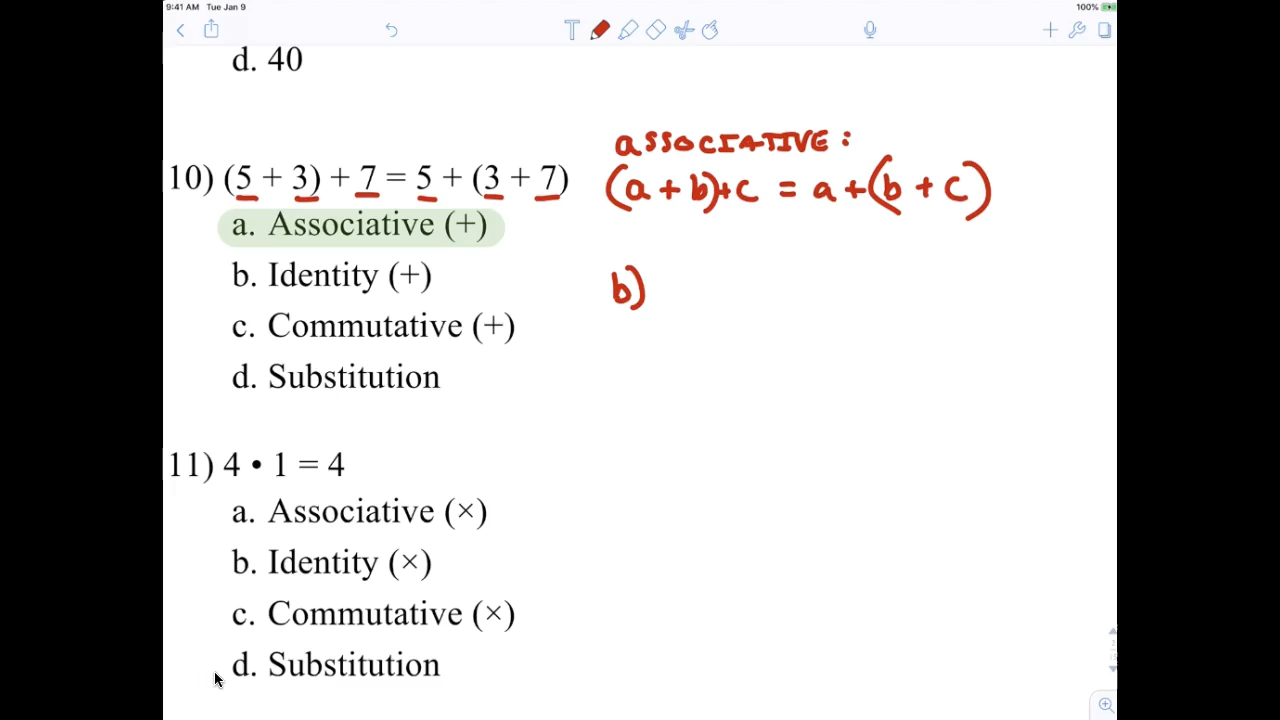 9:41 AM Tue Jan 9 100%
d. 40
10) (5 + 3) + 7 = 5 + (3 + 7)
a. Associative (+)
b. Identity (+)
c. Commutative (+)
d. Substitution
associative:
(a + b)+c = a+(b + c)
b)
11) 4 • 1 = 4
a. Associative (×)
b. Identity (×)
c. Commutative (×)
d. Substitution